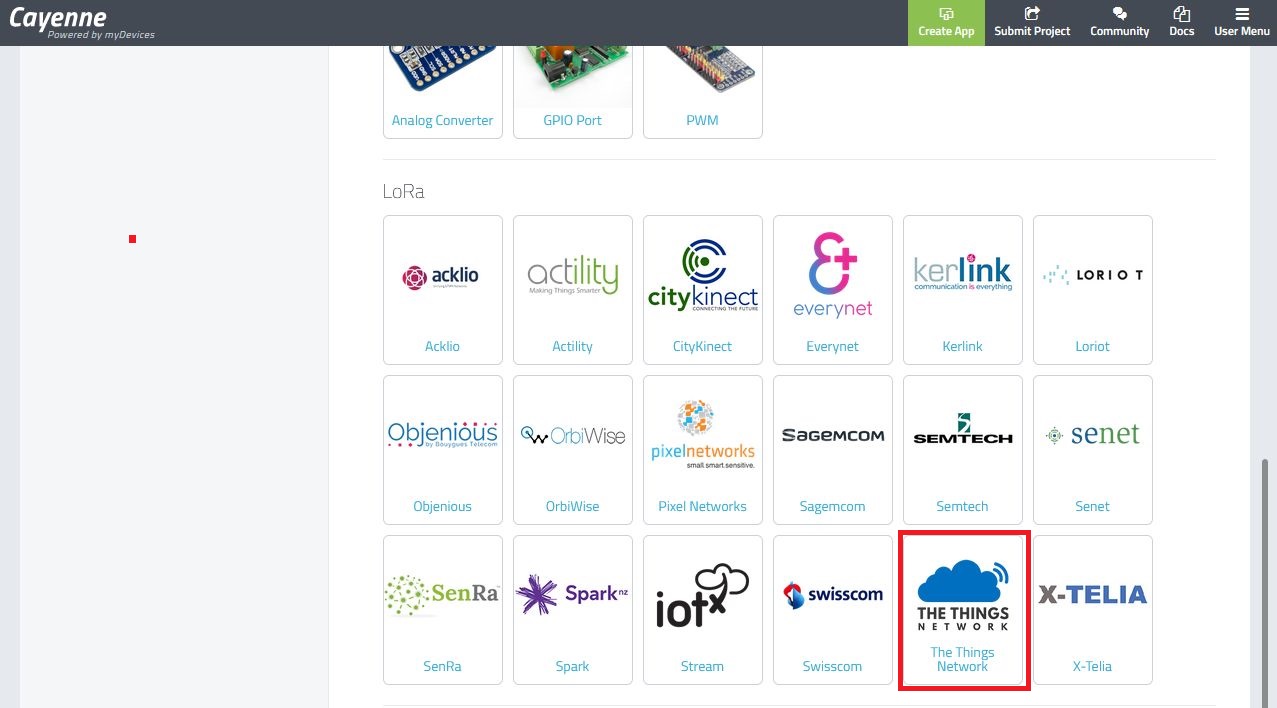 Cayenne
Powered by myDevices
Create App
Submit Project
Community
Docs
User Menu
Analog Converter
GPIO Port
PWM
LoRa
acklio
actility
Making Things Smarter
citykinect
CONNECTING THE FUTURE
everynet
kerlink
communication is everything
LORIOT
Acklio
Actility
CityKinect
Everynet
Kerlink
Loriot
Objenious
by Bouygues Telecom
OrbiWise
pixelnetworks
small.smart.sensitive.
SAGEMCOM
SEMTECH
senet
Objenious
OrbiWise
Pixel Networks
Sagemcom
Semtech
Senet
SenRa
Spark nz
iotx
swisscom
THE THINGS
NETWORK
X-TELIA
SenRa
Spark
Stream
Swisscom
The Things
Network
X-Telia